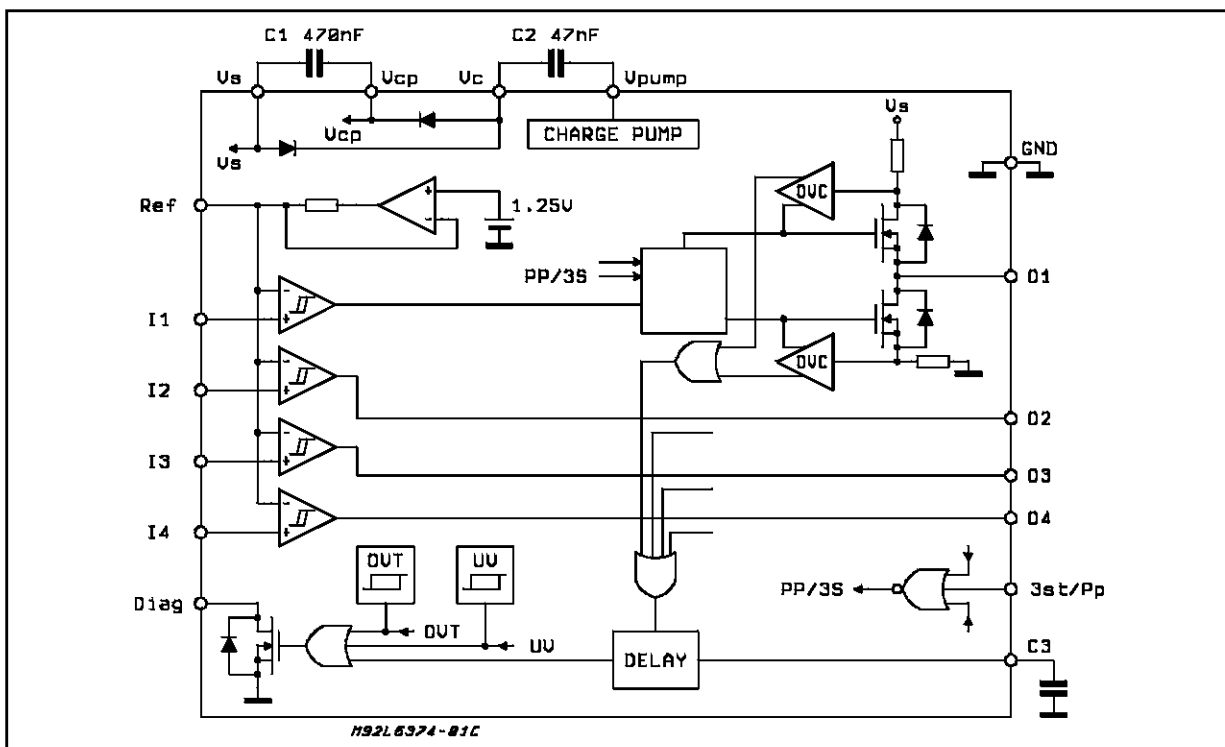 C1 470nF
C2 47nF
Vs
Vcp
Vc
Vpump
Vs
Vcp
CHARGE PUMP
GND
Vs
OVC
Ref
1.25V
PP/3S
O1
I1
OVC
I2
O2
I3
O3
I4
O4
OVT
UV
PP/3S
3st/Pp
Diag
OVT
UV
DELAY
C3
M92L6374-01C